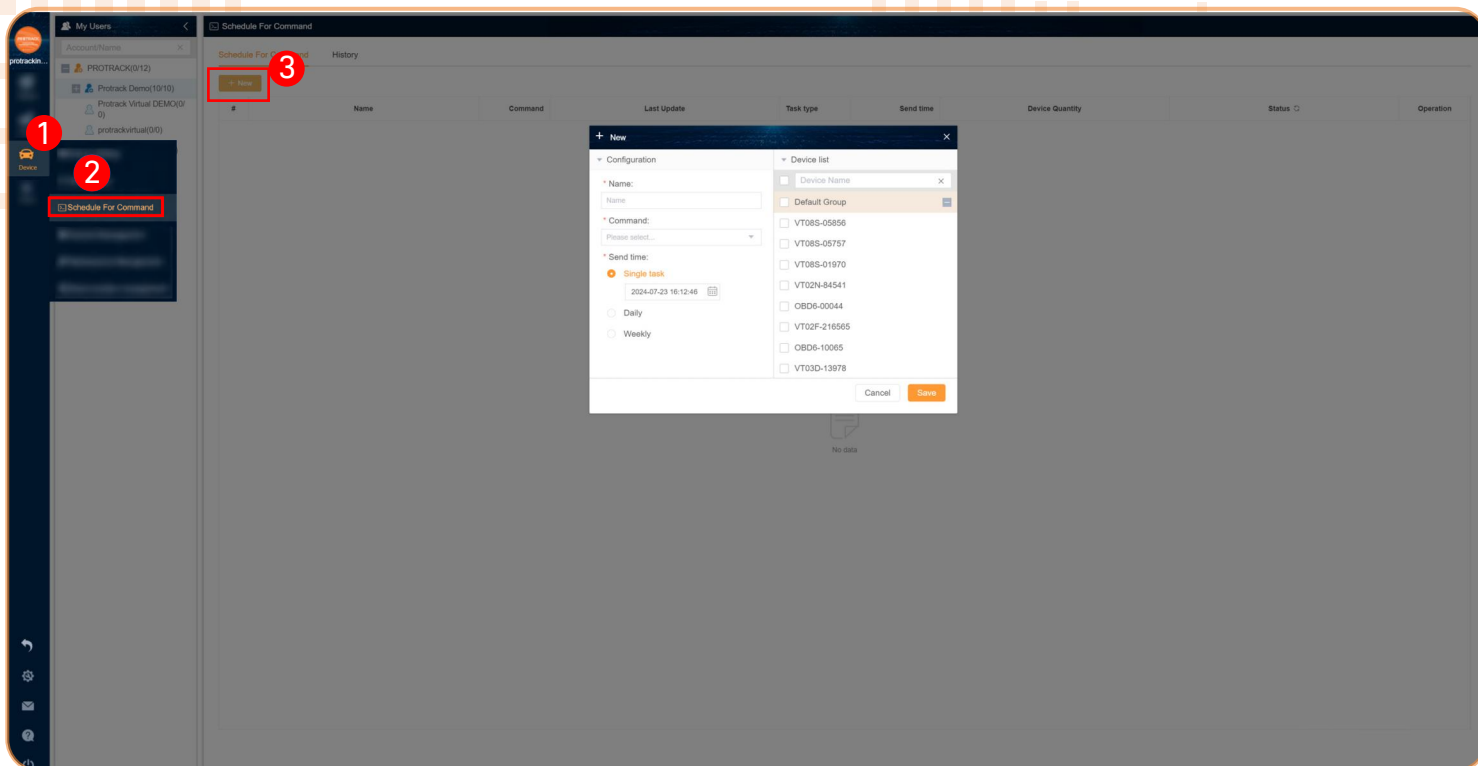 My Users
Account/Name
protrackin...
PROTRACK(0/12)
Protrack Demo(10/10)
Protrack Virtual DEMO(0/
0)
protrackvirtual(0/0)
1
Device
2
Schedule For Command
Schedule For Command
Schedule For Command
History
3
+ New
#
Name
Command
Last Update
Task type
Send time
Device Quantity
Status
Operation
+ New
Configuration
* Name:
Name
* Command:
Please select...
* Send time:
Single task
2024-07-23 16:12:46
Daily
Weekly
Device list
Device Name
Default Group
VT08S-05856
VT08S-05757
VT08S-01970
VT02N-84541
OBD6-00044
VT02F-216565
OBD6-10065
VT03D-13978
Cancel
Save
No data